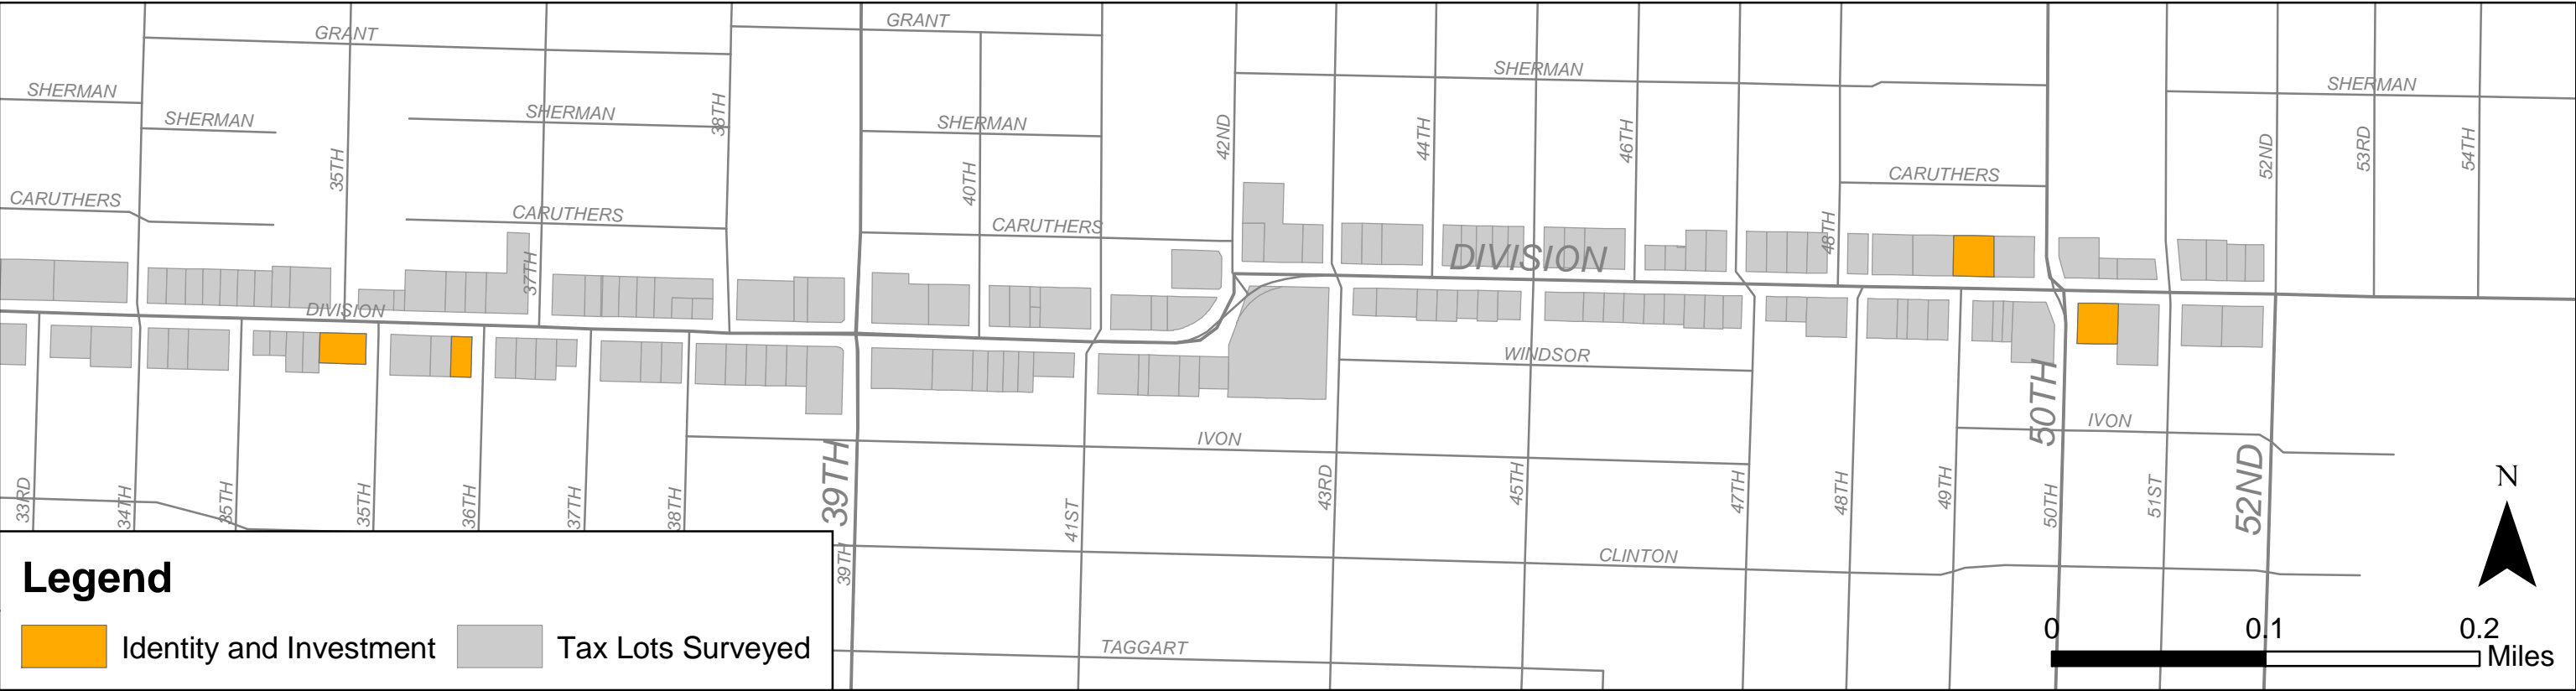 GRANT
GRANT
SHERMAN
SHERMAN
SHERMAN
SHERMAN
SHERMAN
SHERMAN
38TH
42ND
44TH
46TH
52ND
53RD
54TH
35TH
40TH
CARUTHERS
CARUTHERS
CARUTHERS
CARUTHERS
48TH
37TH
DIVISION
DIVISION
WINDSOR
50TH
IVON
IVON
33RD
34TH
35TH
35TH
36TH
37TH
38TH
39TH
41ST
43RD
45TH
47TH
48TH
49TH
50TH
51ST
52ND
39TH
CLINTON
TAGGART
N
0 0.1 0.2
Miles
Legend
Identity and Investment
Tax Lots Surveyed